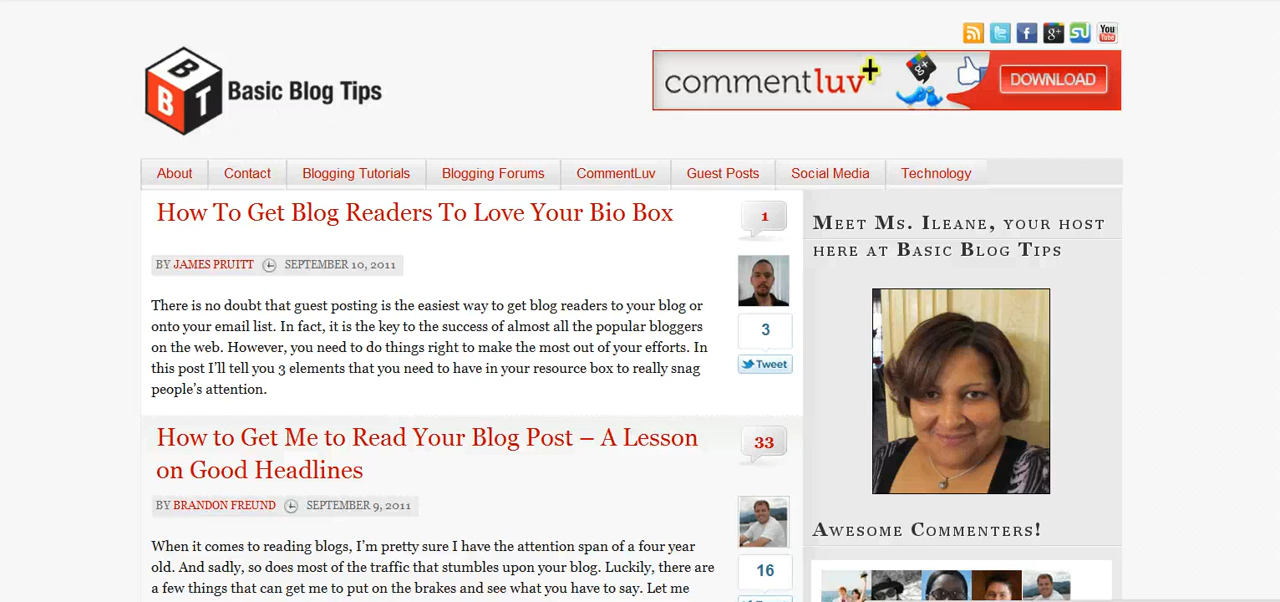 You
Tube
B
B
T
Basic Blog Tips
commentluv+
g+
DOWNLOAD
About
Contact
Blogging Tutorials
Blogging Forums
CommentLuv
Guest Posts
Social Media
Technology
How To Get Blog Readers To Love Your Bio Box
1
BY JAMES PRUITT
SEPTEMBER 10, 2011
There is no doubt that guest posting is the easiest way to get blog readers to your blog or
onto your email list. In fact, it is the key to the success of almost all the popular bloggers
on the web. However, you need to do things right to make the most out of your efforts. In
this post I’ll tell you 3 elements that you need to have in your resource box to really snag
people’s attention.
3
Tweet
How to Get Me to Read Your Blog Post – A Lesson
on Good Headlines
33
BY BRANDON FREUND
SEPTEMBER 9, 2011
When it comes to reading blogs, I’m pretty sure I have the attention span of a four year
old. And sadly, so does most of the traffic that stumbles upon your blog. Luckily, there are
a few things that can get me to put on the brakes and see what you have to say. Let me
16
Meet Ms. Ileane, your host
here at Basic Blog Tips
Awesome Commenters!